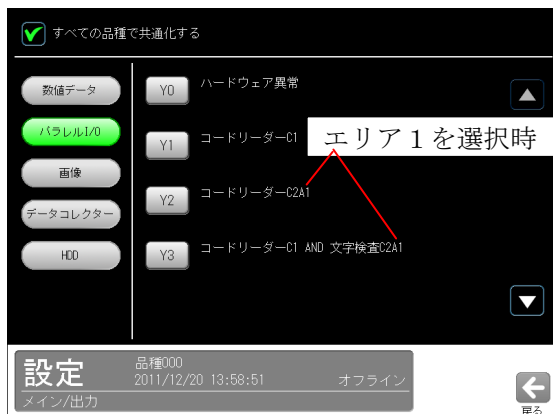 すべての品種で共通化する
数値データ
Y0 ハードウェア異常
パラレルI/O
Y1 コードリーダーC1
エリア1を選択時
画像
Y2 コードリーダーC2A1
データコレクター
HDD
Y3 コードリーダーC1 AND 文字検査C2A1
設定
品種000
2011/12/20 13:58:51 オフライン
メイン/出力
戻る